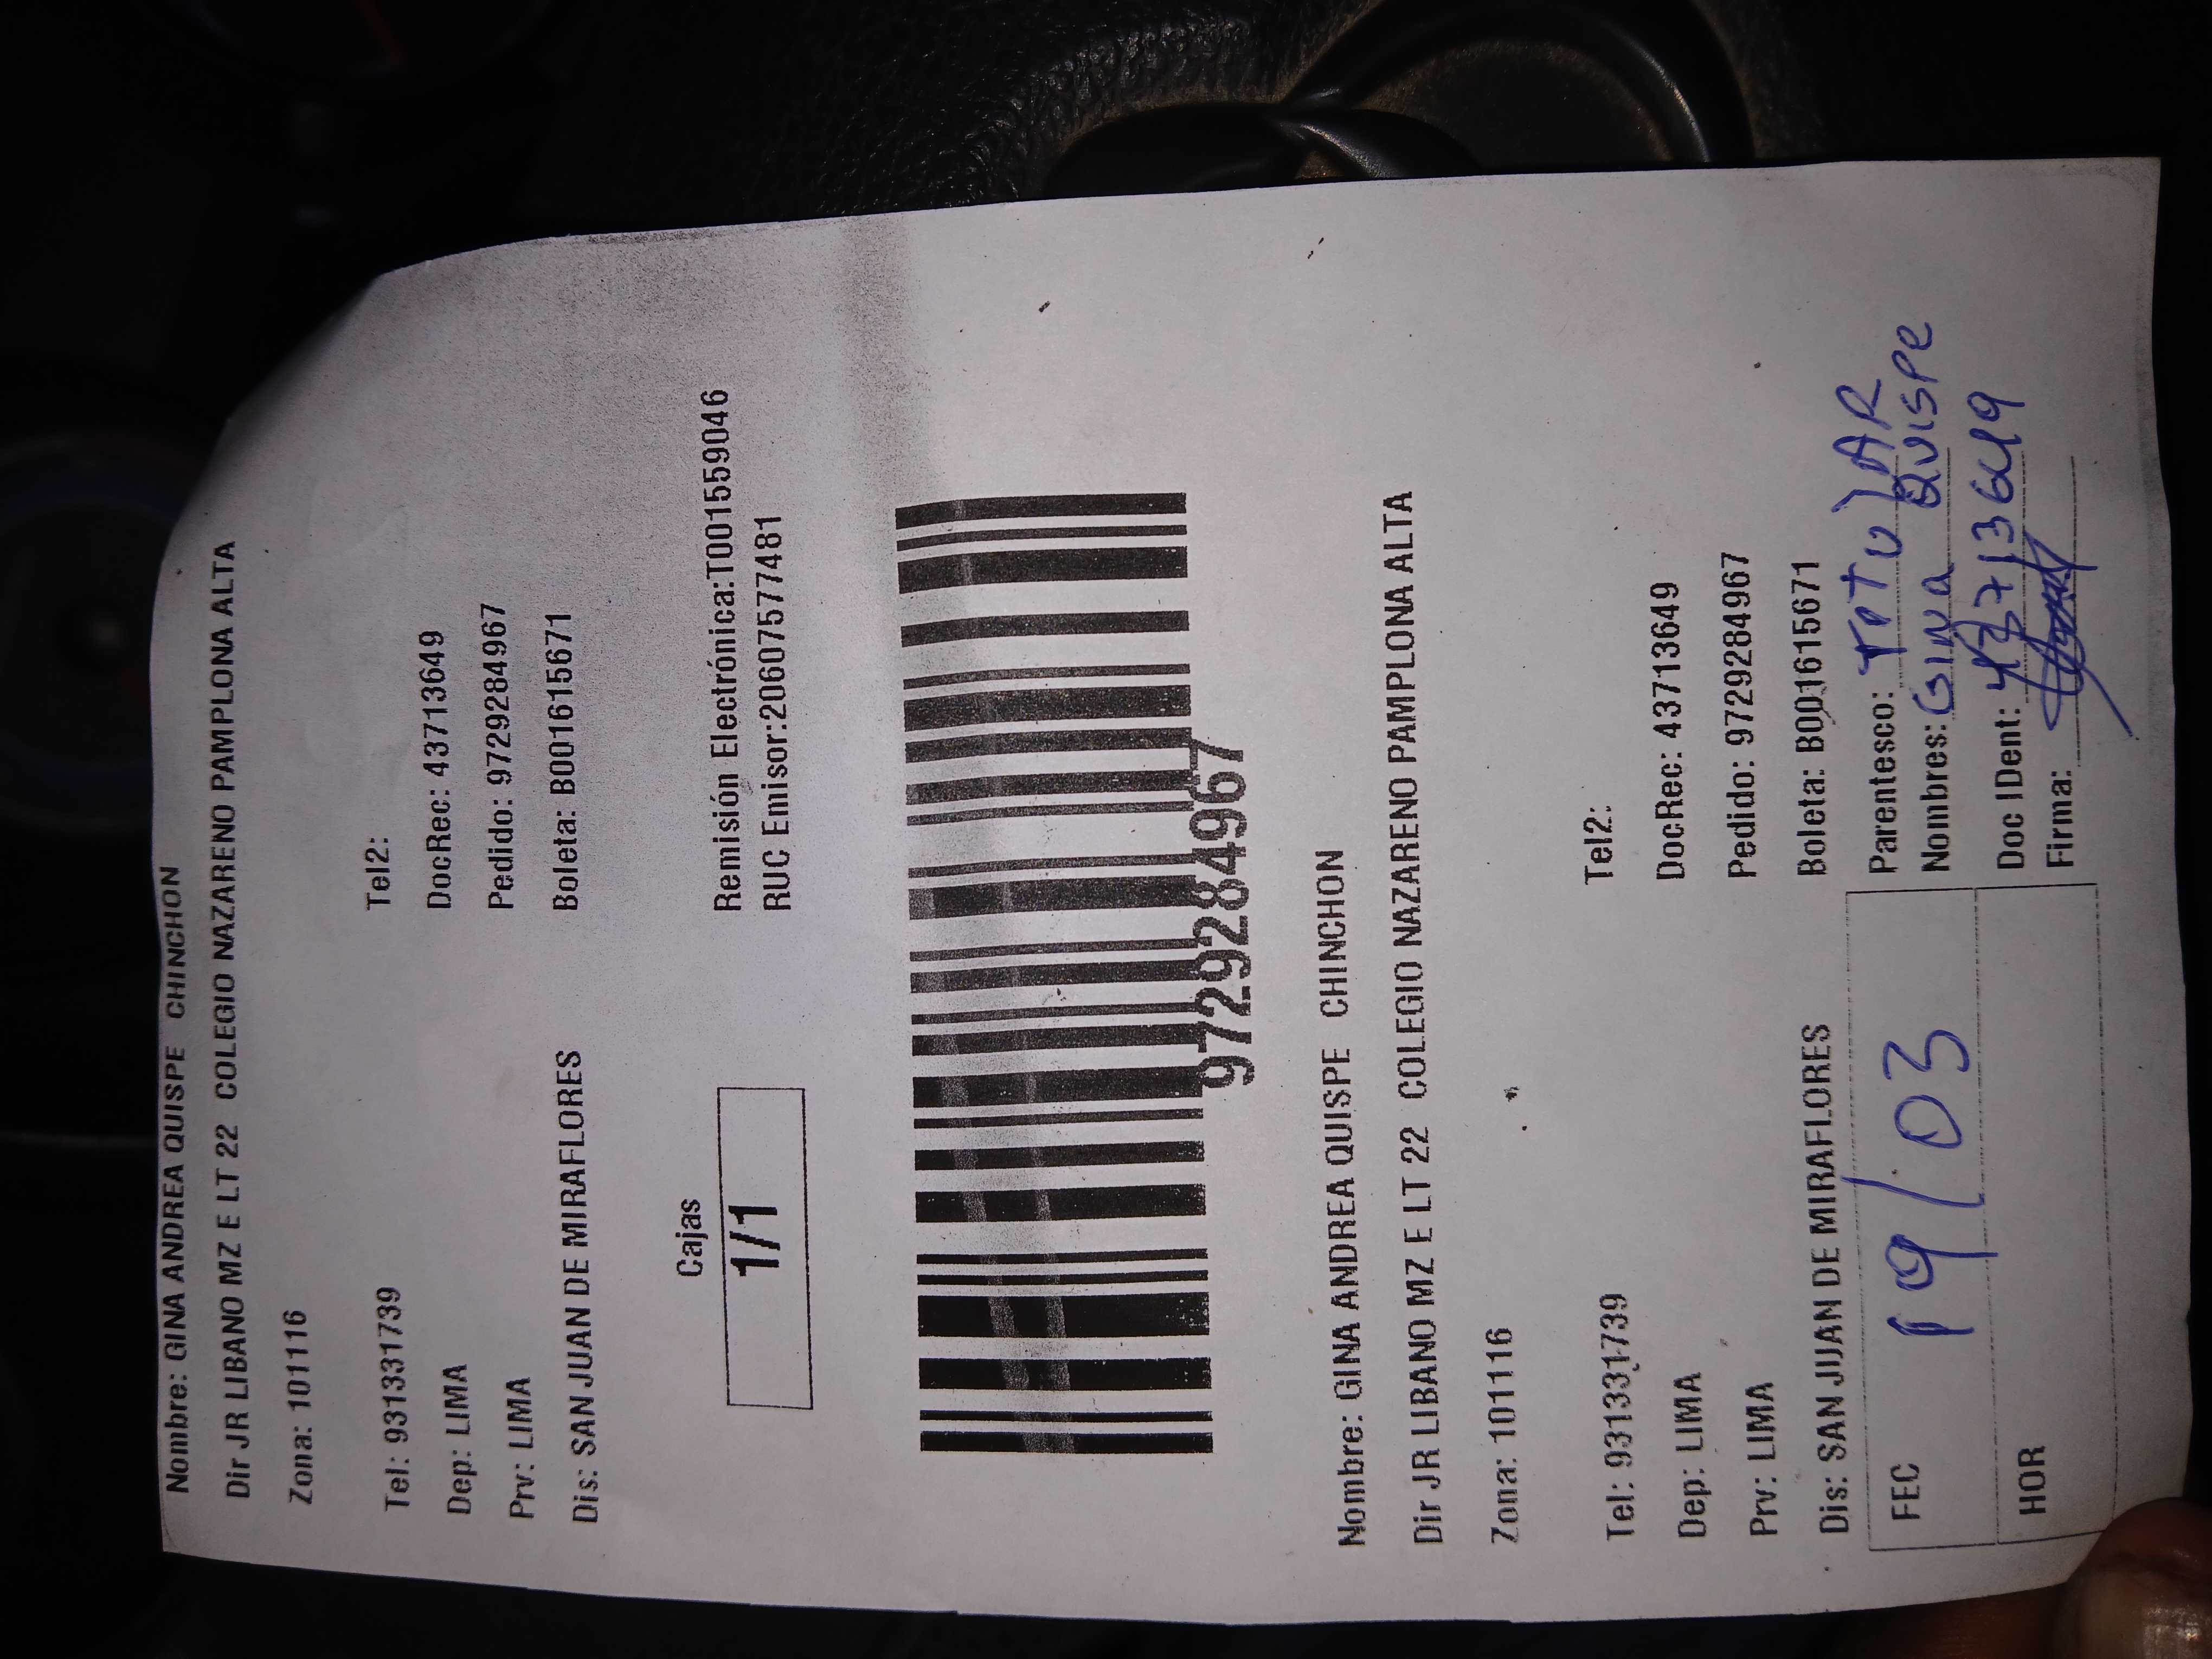 Nombre: GINA ANDREA QUISPE CHINCHON
Dir JR LIBANO MZ E LT 22 COLEGIO NAZARENO PAMPLONA ALTA
Zona: 101116
Tel: 931331739 Tel2:
Dep: LIMA DocRec: 43713649
Prv: LIMA Pedido: 9729284967
Dis: SAN JUAN DE MIRAFLORES Boleta: B001615671
Cajas
1/1
Remisión Electrónica:T001559046
RUC Emisor:20607577481
9729284967
Nombre: GINA ANDREA QUISPE CHINCHON
Dir JR LIBANO MZ E LT 22 COLEGIO NAZARENO PAMPLONA ALTA
Zona: 101116
Tel: 931331739 Tel2:
Dep: LIMA DocRec: 43713649
Prv: LIMA Pedido: 9729284967
Dis: SAN JUAN DE MIRAFLORES Boleta: B001615671
FEC 19/03
HOR
Parentesco: TITULAR
Nombres: GINA QUISPE
Doc IDent: 43713649
Firma: